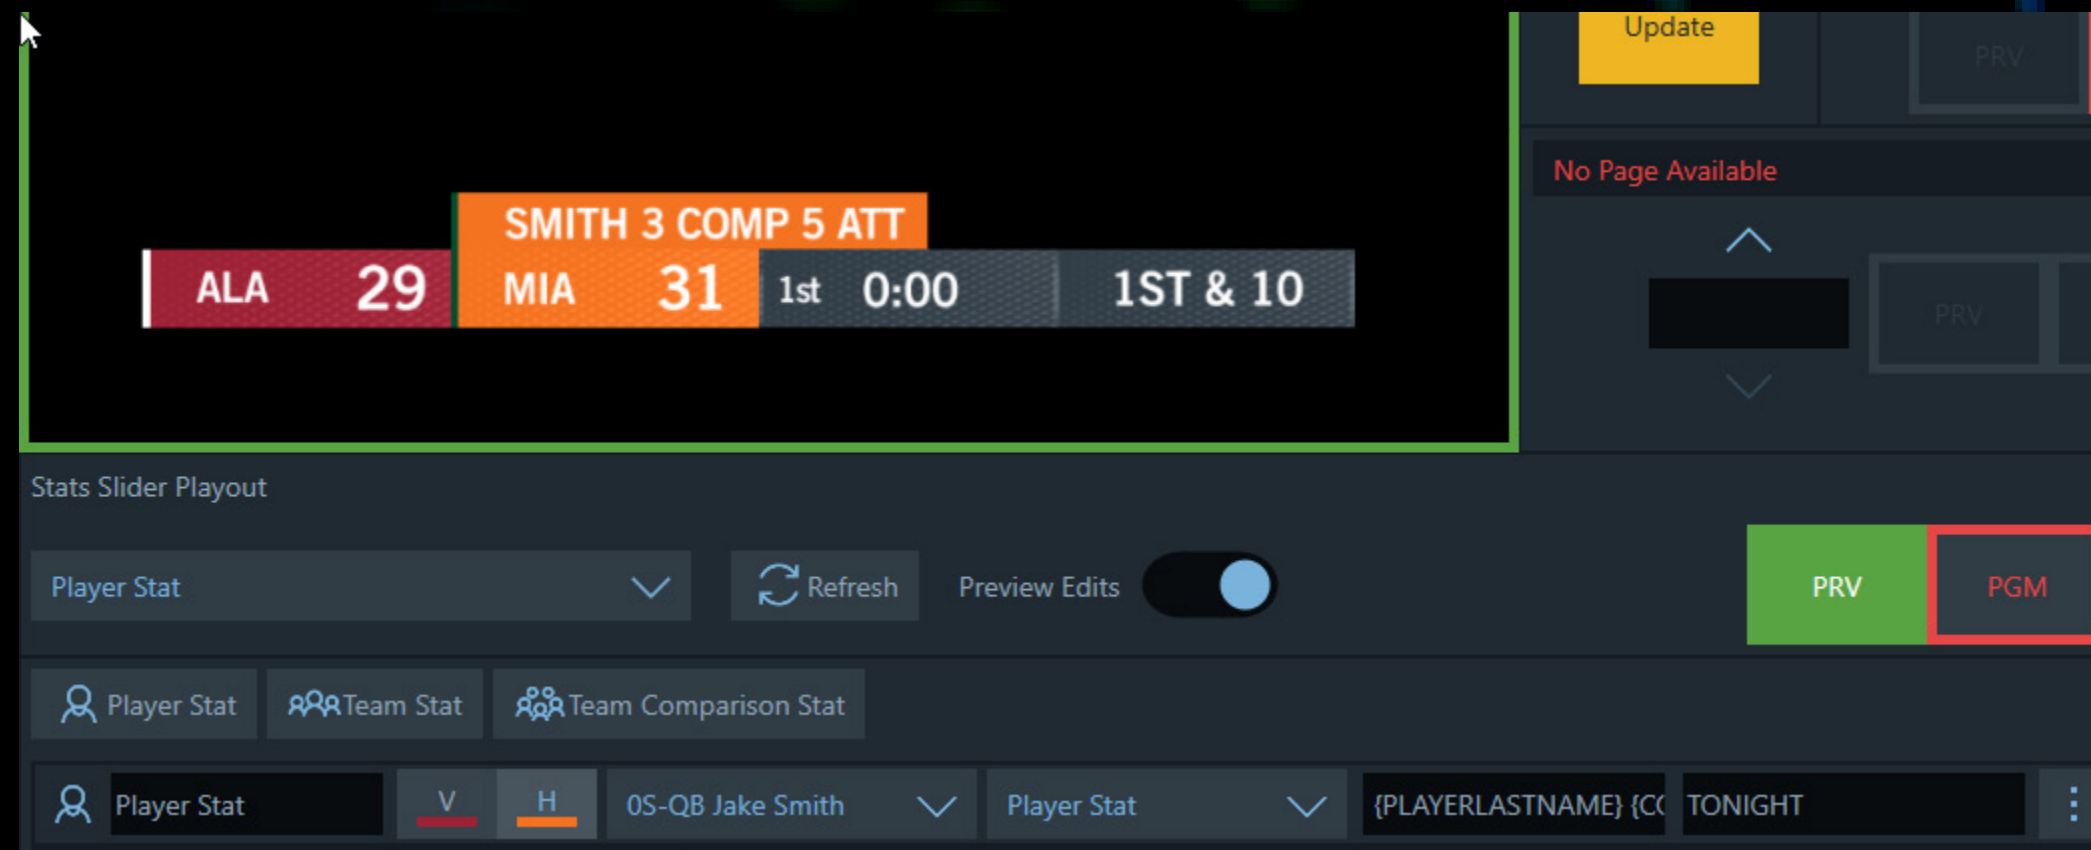 Update
PRV
No Page Available
SMITH 3 COMP 5 ATT
ALA 29 MIA 31 1st 0:00 1ST & 10
PRV
Stats Slider Playout
Player Stat Refresh Preview Edits PRV PGM
Player Stat Team Stat Team Comparison Stat
Player Stat V H 0S-QB Jake Smith Player Stat {PLAYERLASTNAME} {CO TONIGHT